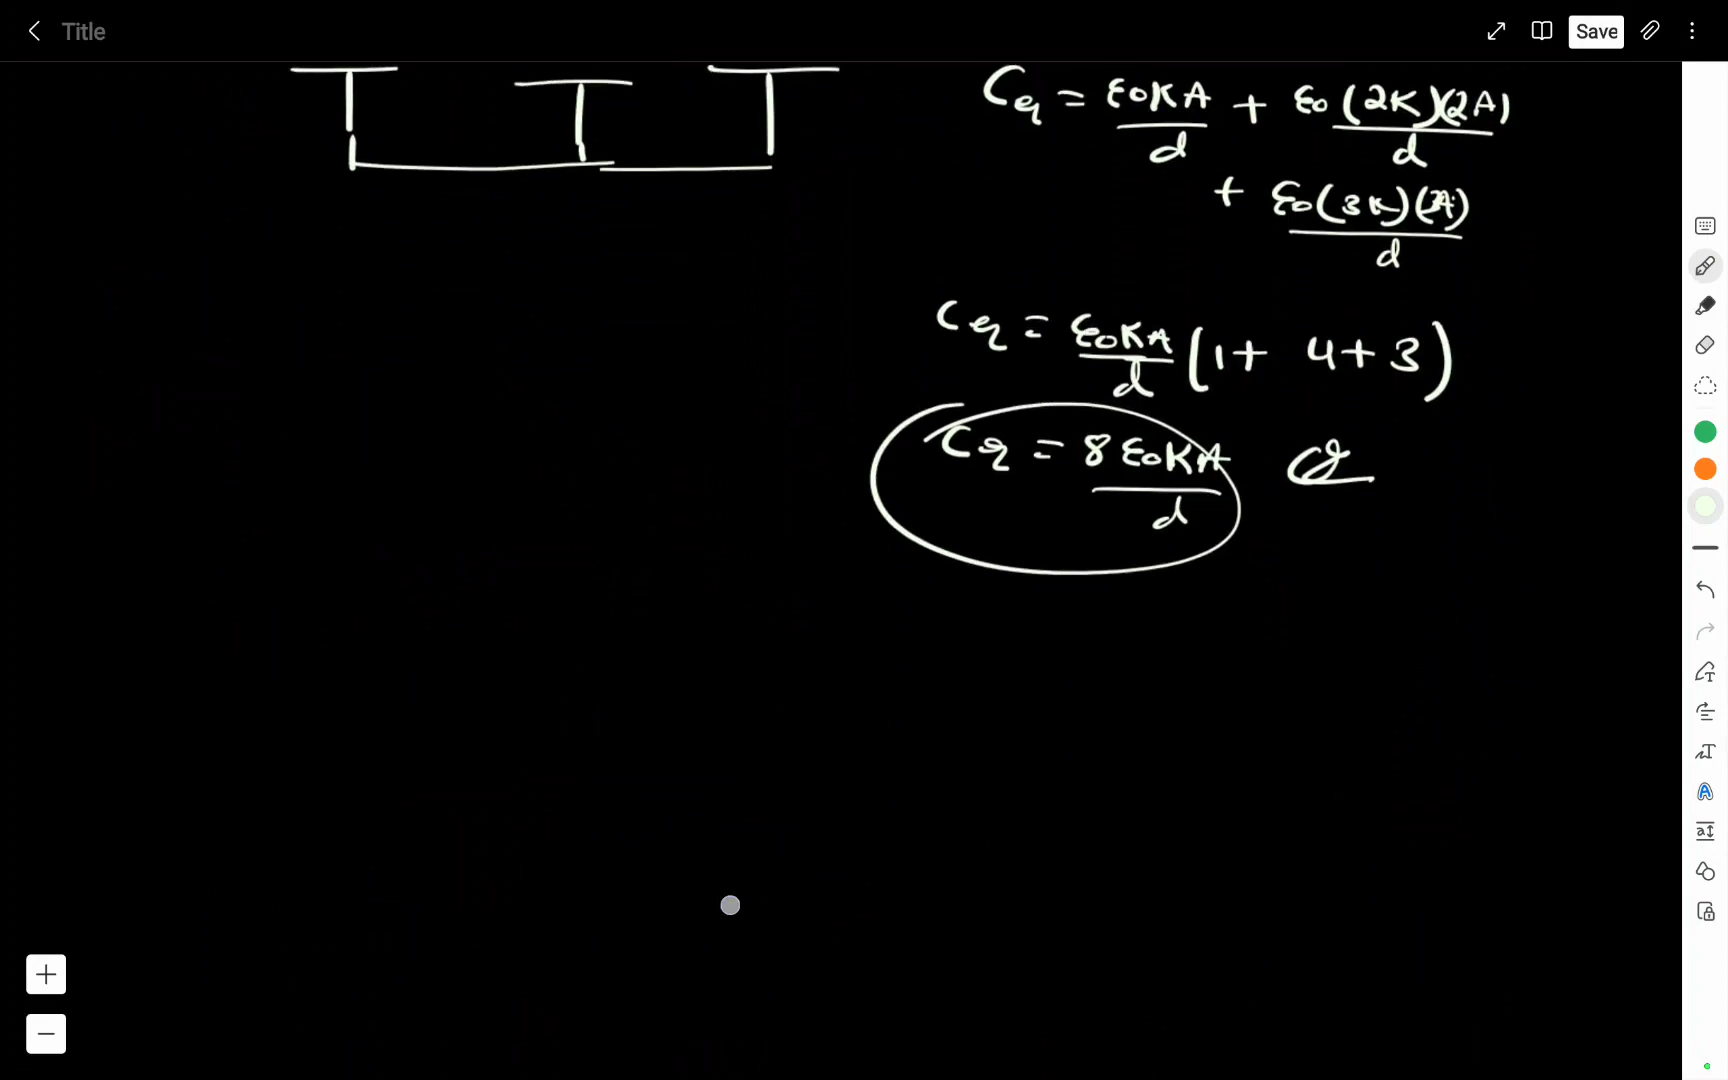 Title
Save
Ceq = ε0KA/d + ε0(2K)(2A)/d
+ ε0(3K)()/d
Ceq = ε0KA/d (1+ 4+3)
Ceq = 8ε0KA/d